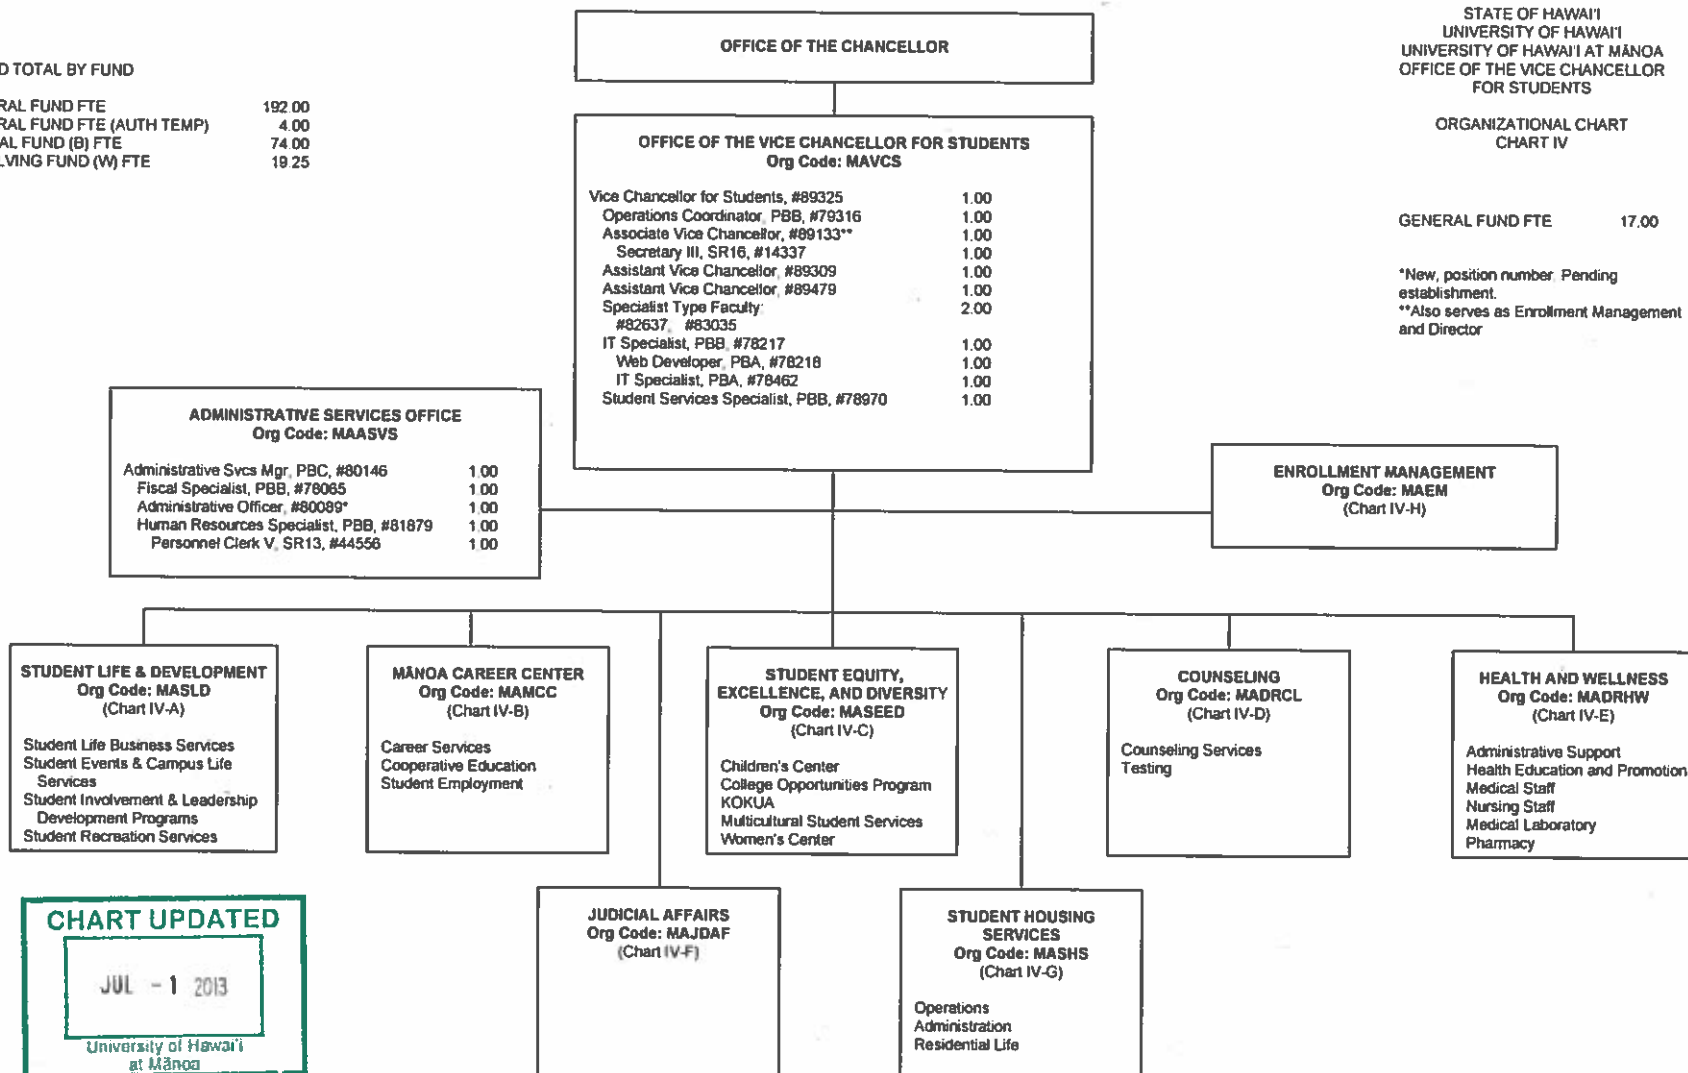 OFFICE OF THE CHANCELLOR
STATE OF HAWAI'I
UNIVERSITY OF HAWAI'I
UNIVERSITY OF HAWAI'I AT MĀNOA
OFFICE OF THE VICE CHANCELLOR
FOR STUDENTS
ORGANIZATIONAL CHART
CHART IV
GENERAL FUND FTE 17.00
*New, position number Pending
establishment.
**Also serves as Enrollment Management
and Director
D TOTAL BY FUND
RAL FUND FTE 192.00
RAL FUND FTE (AUTH TEMP) 4.00
AL FUND (B) FTE 74.00
LVING FUND (W) FTE 19.25
OFFICE OF THE VICE CHANCELLOR FOR STUDENTS
Org Code: MAVCS
Vice Chancellor for Students, #89325 1.00
Operations Coordinator, PBB, #79316 1.00
Associate Vice Chancellor, #89133** 1.00
Secretary III, SR16, #14337 1.00
Assistant Vice Chancellor, #89309 1.00
Assistant Vice Chancellor, #89479 1.00
Specialist Type Faculty: 2.00
#82637, #83035
IT Specialist, PBB, #78217 1.00
Web Developer, PBA, #78218 1.00
IT Specialist, PBA, #78462 1.00
Student Services Specialist, PBB, #78970 1.00
ADMINISTRATIVE SERVICES OFFICE
Org Code: MAASVS
Administrative Svcs Mgr, PBC, #80146 1.00
Fiscal Specialist, PBB, #78065 1.00
Administrative Officer, #80089* 1.00
Human Resources Specialist, PBB, #81879 1.00
Personnel Clerk V, SR13, #44556 1.00
ENROLLMENT MANAGEMENT
Org Code: MAEM
(Chart IV-H)
STUDENT LIFE & DEVELOPMENT
Org Code: MASLD
(Chart IV-A)
Student Life Business Services
Student Events & Campus Life
Services
Student Involvement & Leadership
Development Programs
Student Recreation Services
MĀNOA CAREER CENTER
Org Code: MAMCC
(Chart IV-B)
Career Services
Cooperative Education
Student Employment
STUDENT EQUITY,
EXCELLENCE, AND DIVERSITY
Org Code: MASEED
(Chart IV-C)
Children's Center
College Opportunities Program
KOKUA
Multicultural Student Services
Women's Center
COUNSELING
Org Code: MADRCL
(Chart IV-D)
Counseling Services
Testing
HEALTH AND WELLNESS
Org Code: MADRHW
(Chart IV-E)
Administrative Support
Health Education and Promotion
Medical Staff
Nursing Staff
Medical Laboratory
Pharmacy
JUDICIAL AFFAIRS
Org Code: MAJDAF
(Chart IV-F)
STUDENT HOUSING
SERVICES
Org Code: MASHS
(Chart IV-G)
Operations
Administration
Residential Life
CHART UPDATED
JUL - 1 2013
University of Hawai'i
at Mānoa